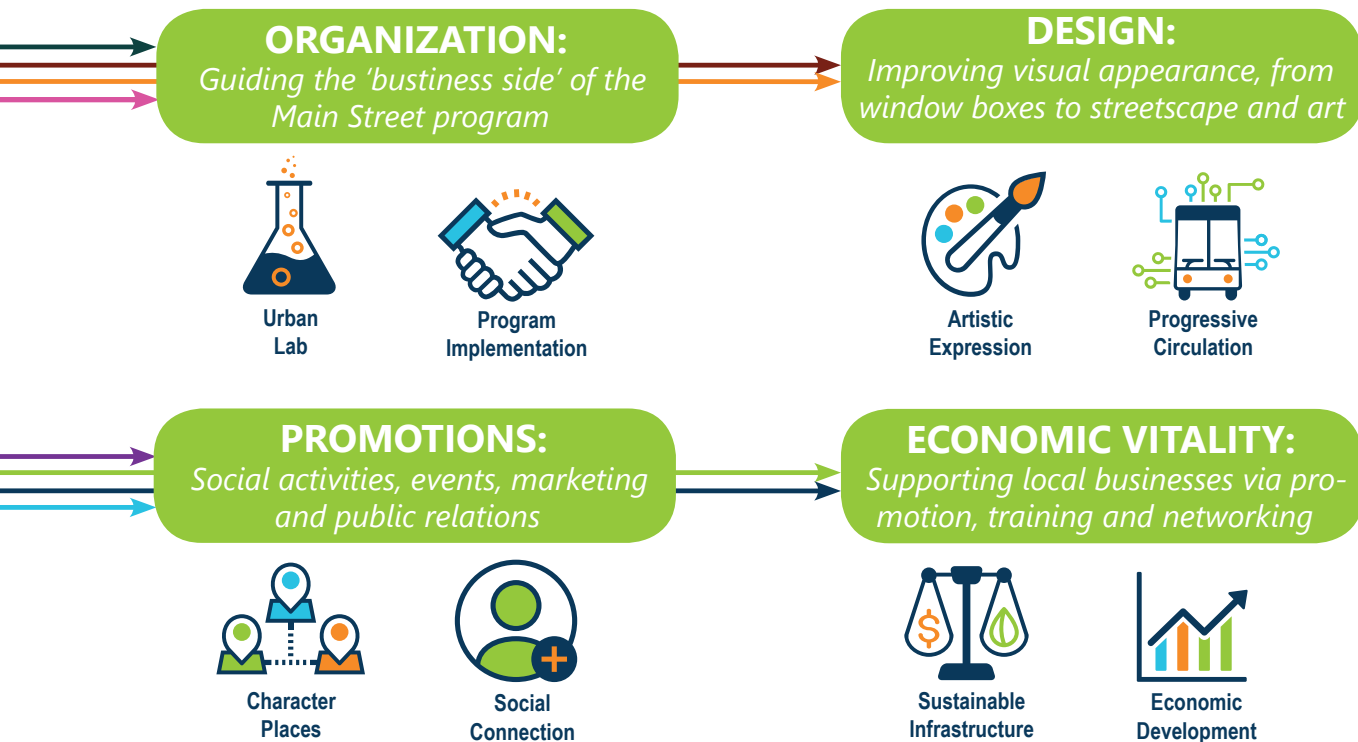 ORGANIZATION:
Guiding the ‘bustiness side’ of the
Main Street program
Urban
Lab
Program
Implementation
DESIGN:
Improving visual appearance, from
window boxes to streetscape and art
Artistic
Expression
Progressive
Circulation
PROMOTIONS:
Social activities, events, marketing
and public relations
Character
Places
Social
Connection
ECONOMIC VITALITY:
Supporting local businesses via pro-
motion, training and networking
$
Sustainable
Infrastructure
Economic
Development